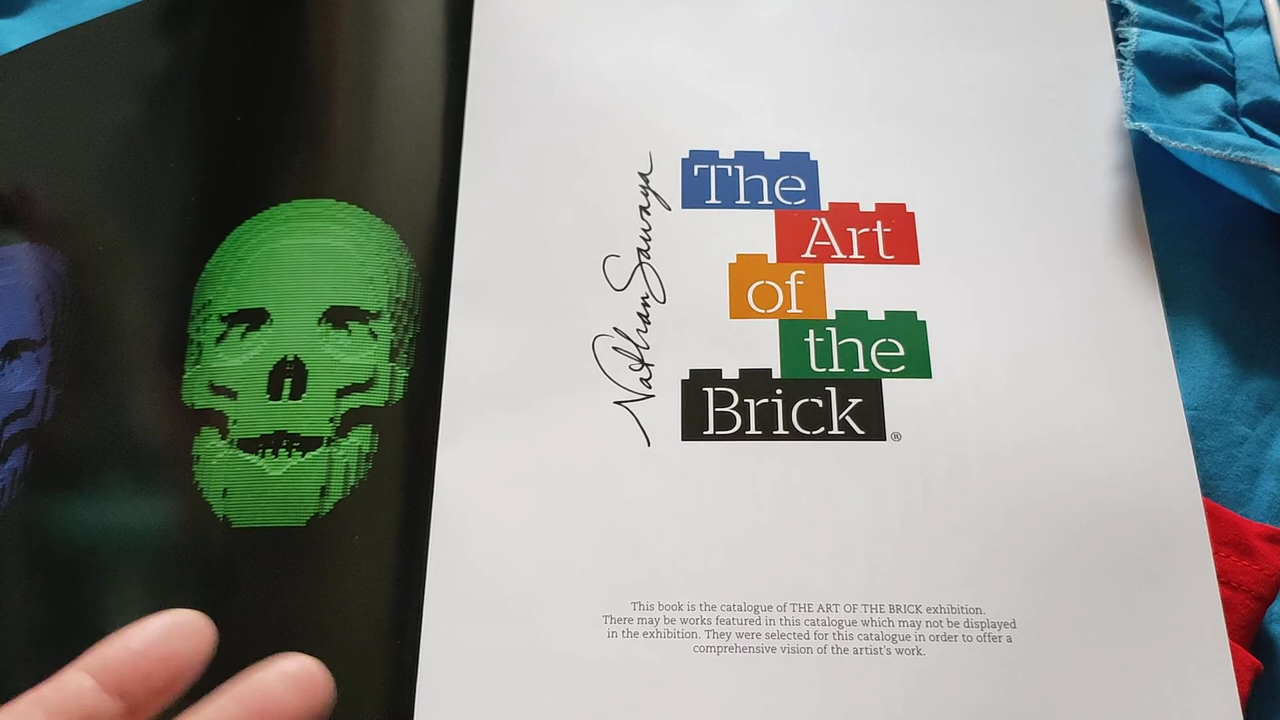 Nathan Sawaya
The
Art
of
the
Brick
®
This book is the catalogue of THE ART OF THE BRICK exhibition.
There may be works featured in this catalogue which may not be displayed
in the exhibition. They were selected for this catalogue in order to offer a
comprehensive vision of the artist's work.